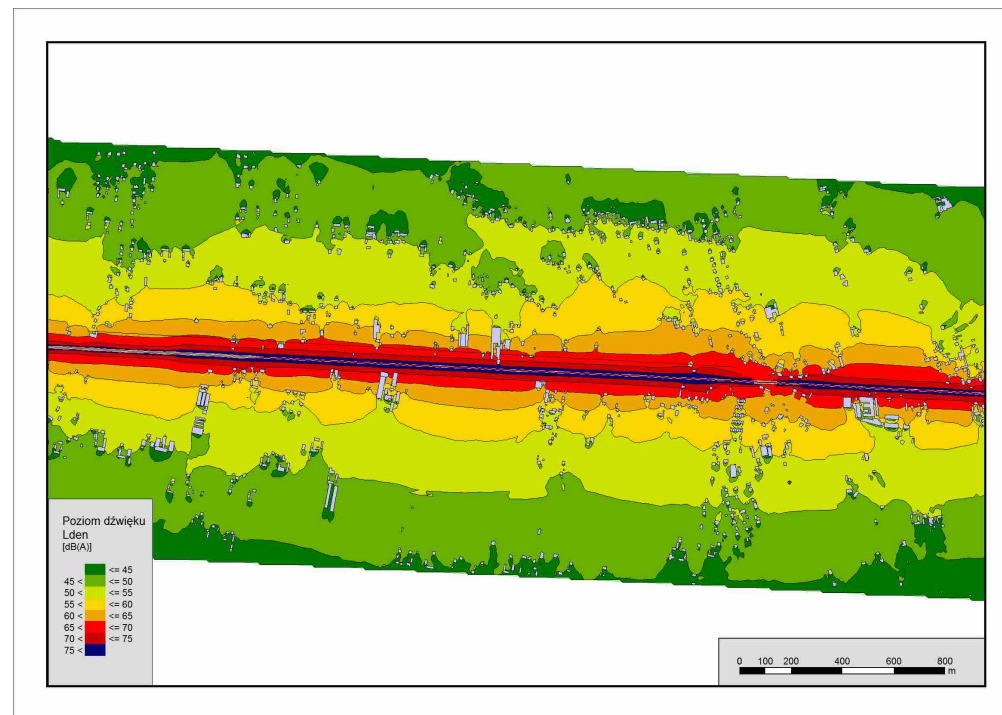 Poziom dźwięku
Lden
[dB(A)]
<= 45
45 < <= 50
50 < <= 55
55 < <= 60
60 < <= 65
65 < <= 70
70 < <= 75
75 <
0 100 200 400 600 800
m